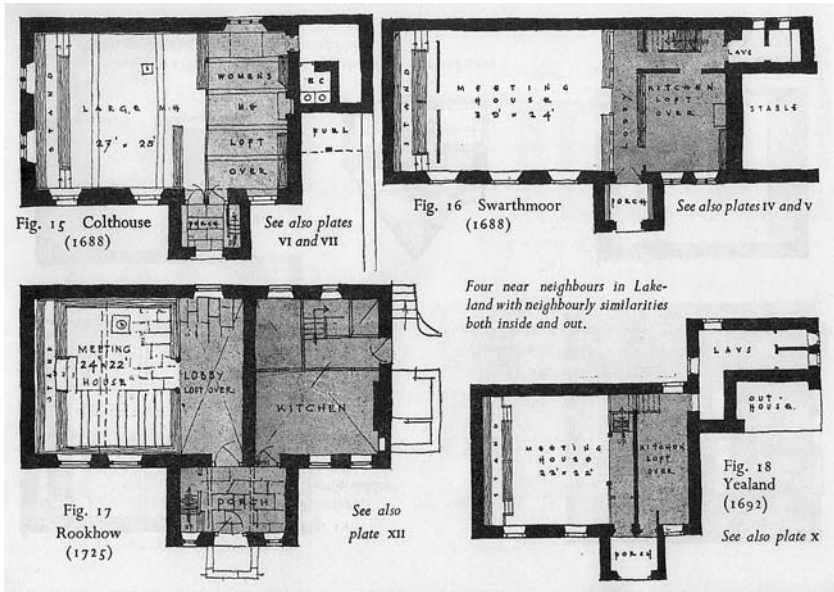 STAND
LARGE M·H
27' × 25'
WOMEN'S
M.H
LOFT
OVER
E C
FUEL
PORCH
Fig. 15 Colthouse
(1688)
See also plates
VI and VII
STAND
MEETING
HOUSE
LOBBY
KITCHEN
LOFT
OVER
LAVS
STABLE
PORCH
Fig. 16 Swarthmoor
(1688)
See also plates IV and V
Four near neighbours in Lake-
land with neighbourly similarities
both inside and out.
STAND
MEETING
24' × 22'
HOUSE
LOBBY
LOFT OVER
KITCHEN
PORCH
Fig. 17
Rookhow
(1725)
See also
plate XII
STAND
MEETING
HOUSE
22' × 22'
KITCHEN
LOFT
OVER
LAVS
OUT-
HOUSE
PORCH
Fig. 18
Yealand
(1692)
See also plate X